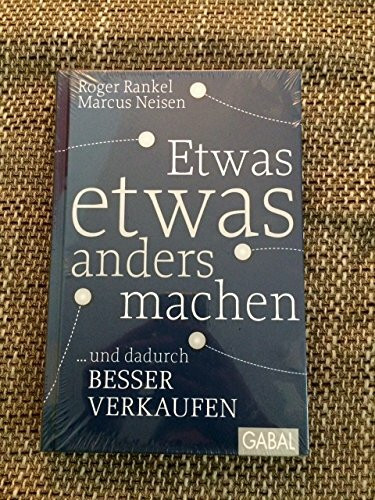 Roger Rankel
Marcus Neisen
Etwas
etwas
anders
machen
...und dadurch
BESSER
VERKAUFEN
GABAL